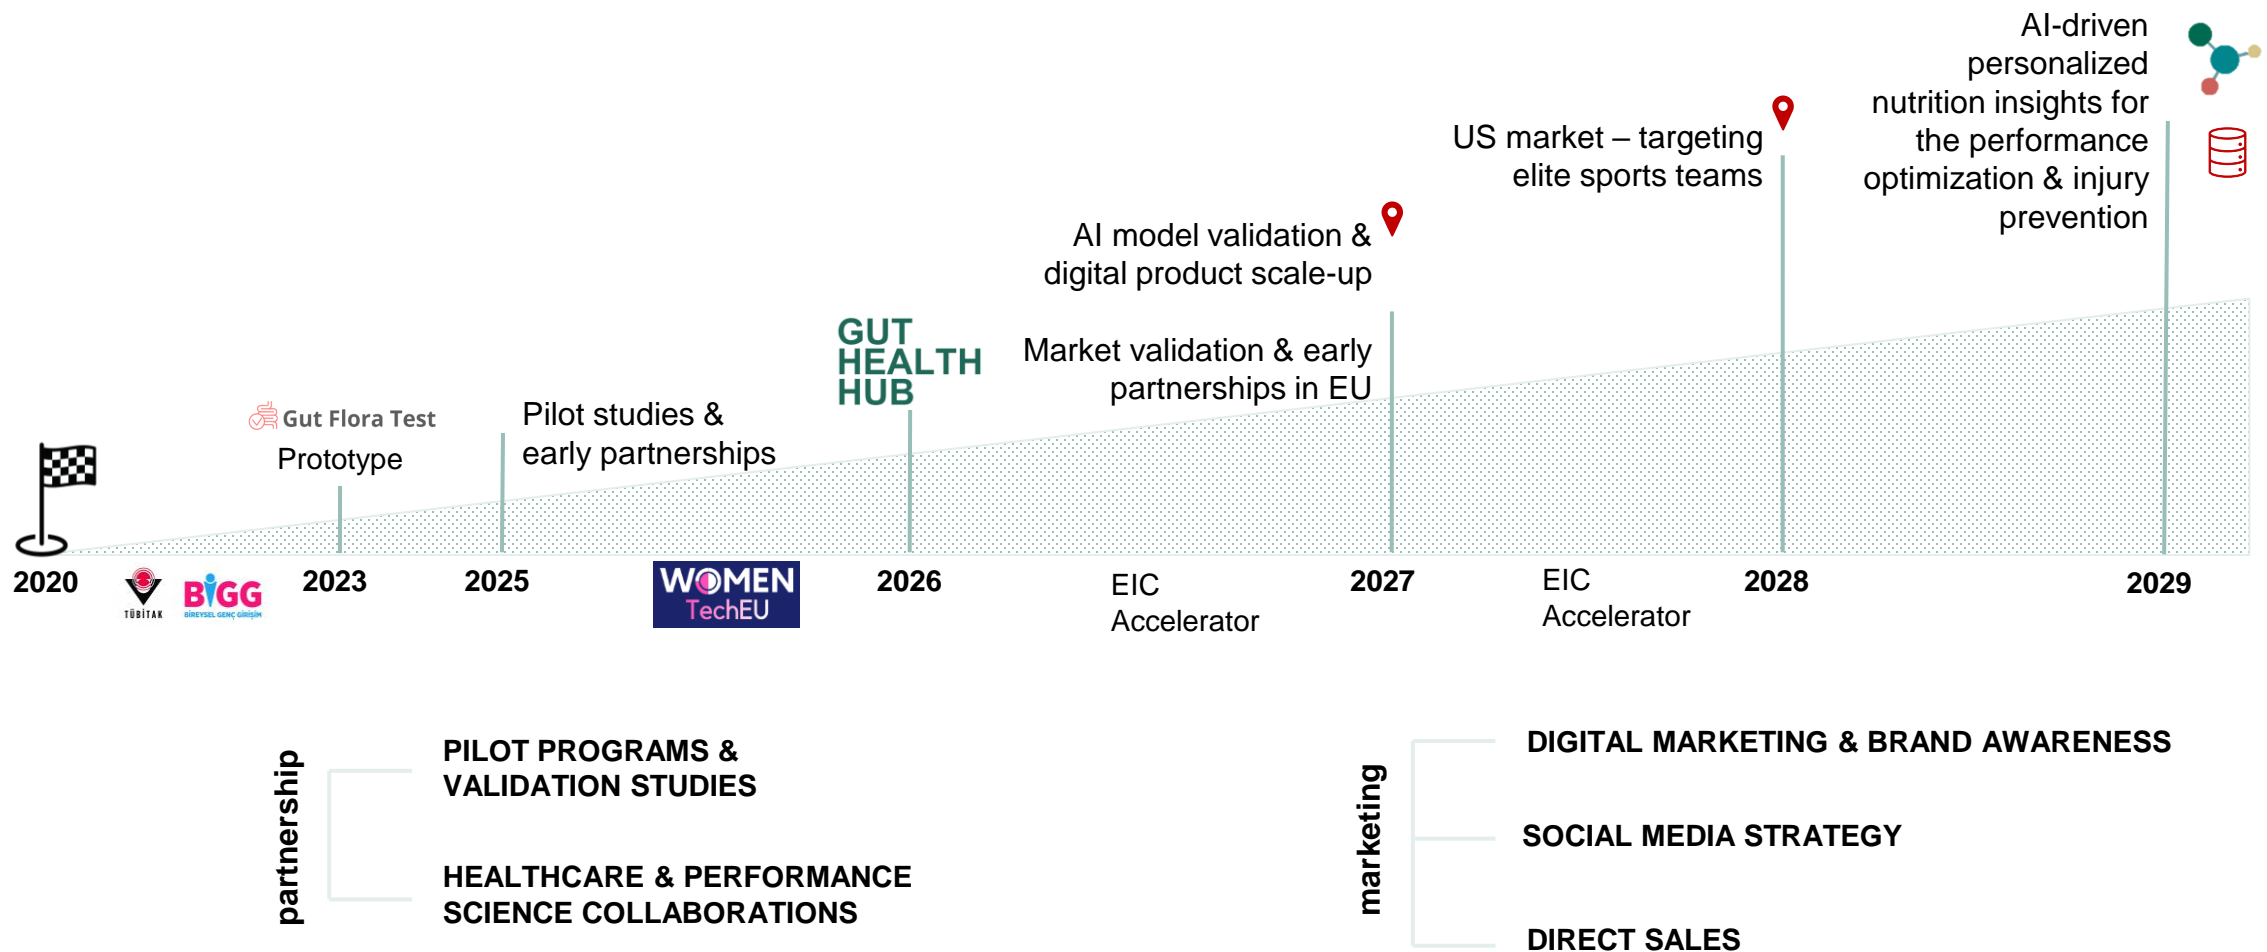 AI-driven
personalized
nutrition insights for
the performance
optimization & injury
prevention
US market – targeting
elite sports teams
AI model validation &
digital product scale-up
Market validation & early
partnerships in EU
GUT
HEALTH
HUB
Pilot studies &
early partnerships
Gut Flora Test
Prototype
2020
TÜBİTAK
BİGG
BİREYSEL GENÇ GİRİŞİM
2023
2025
WOMEN
TechEU
2026
EIC
Accelerator
2027
EIC
Accelerator
2028
2029
partnership
PILOT PROGRAMS &
VALIDATION STUDIES
HEALTHCARE & PERFORMANCE
SCIENCE COLLABORATIONS
marketing
DIGITAL MARKETING & BRAND AWARENESS
SOCIAL MEDIA STRATEGY
DIRECT SALES